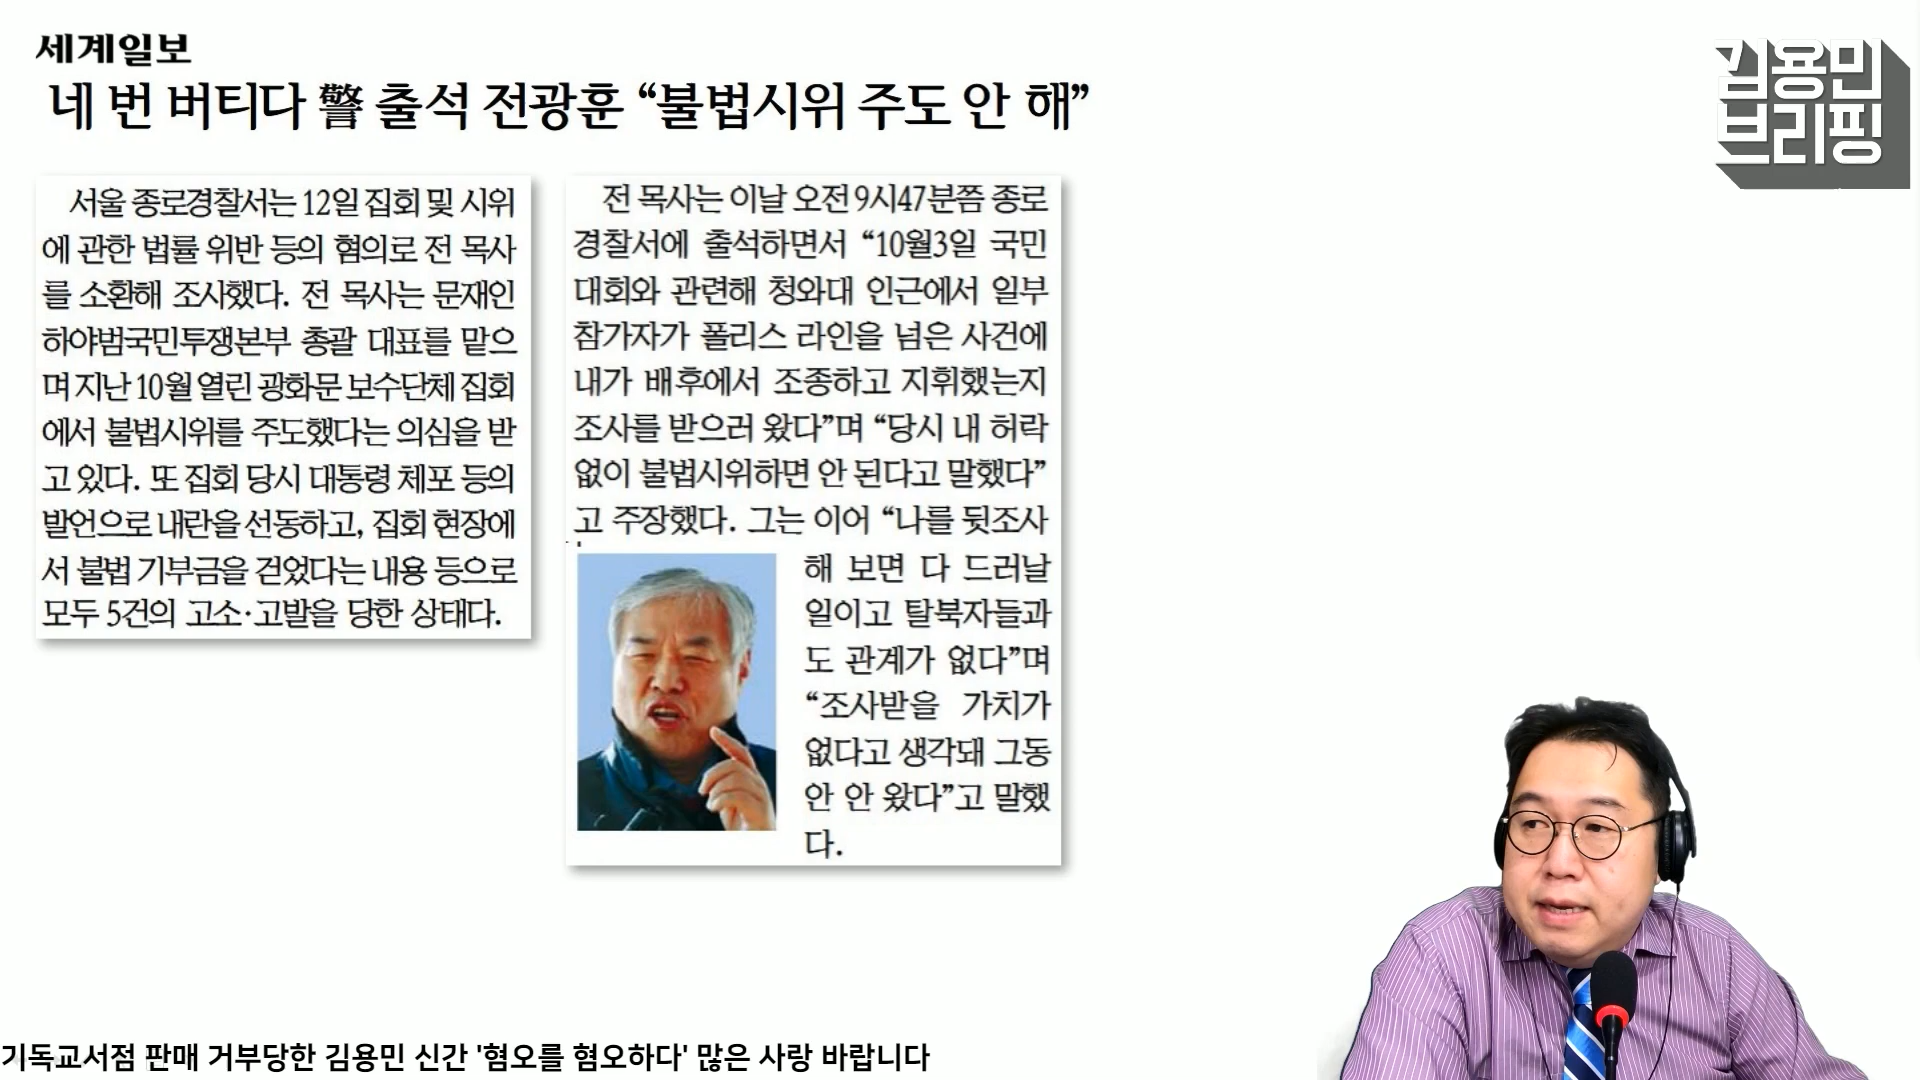 세계일보
네 번 버티다 警 출석 전광훈 “불법시위 주도 안 해”
김용민
브리핑
서울 종로경찰서는 12일 집회 및 시위
에 관한 법률 위반 등의 혐의로 전 목사
를 소환해 조사했다. 전 목사는 문재인
하야범국민투쟁본부 총괄 대표를 맡으
며 지난 10월 열린 광화문 보수단체 집회
에서 불법시위를 주도했다는 의심을 받
고 있다. 또 집회 당시 대통령 체포 등의
발언으로 내란을 선동하고, 집회 현장에
서 불법 기부금을 걷었다는 내용 등으로
모두 5건의 고소·고발을 당한 상태다.
전 목사는 이날 오전 9시47분쯤 종로
경찰서에 출석하면서 “10월3일 국민
대회와 관련해 청와대 인근에서 일부
참가자가 폴리스 라인을 넘은 사건에
내가 배후에서 조종하고 지휘했는지
조사를 받으러 왔다”며 “당시 내 허락
없이 불법시위하면 안 된다고 말했다”
고 주장했다. 그는 이어 “나를 뒷조사
해 보면 다 드러날
일이고 탈북자들과
도 관계가 없다”며
“조사받을 가치가
없다고 생각돼 그동
안 안 왔다”고 말했
다.
기독교서점 판매 거부당한 김용민 신간 '혐오를 혐오하다' 많은 사랑 바랍니다